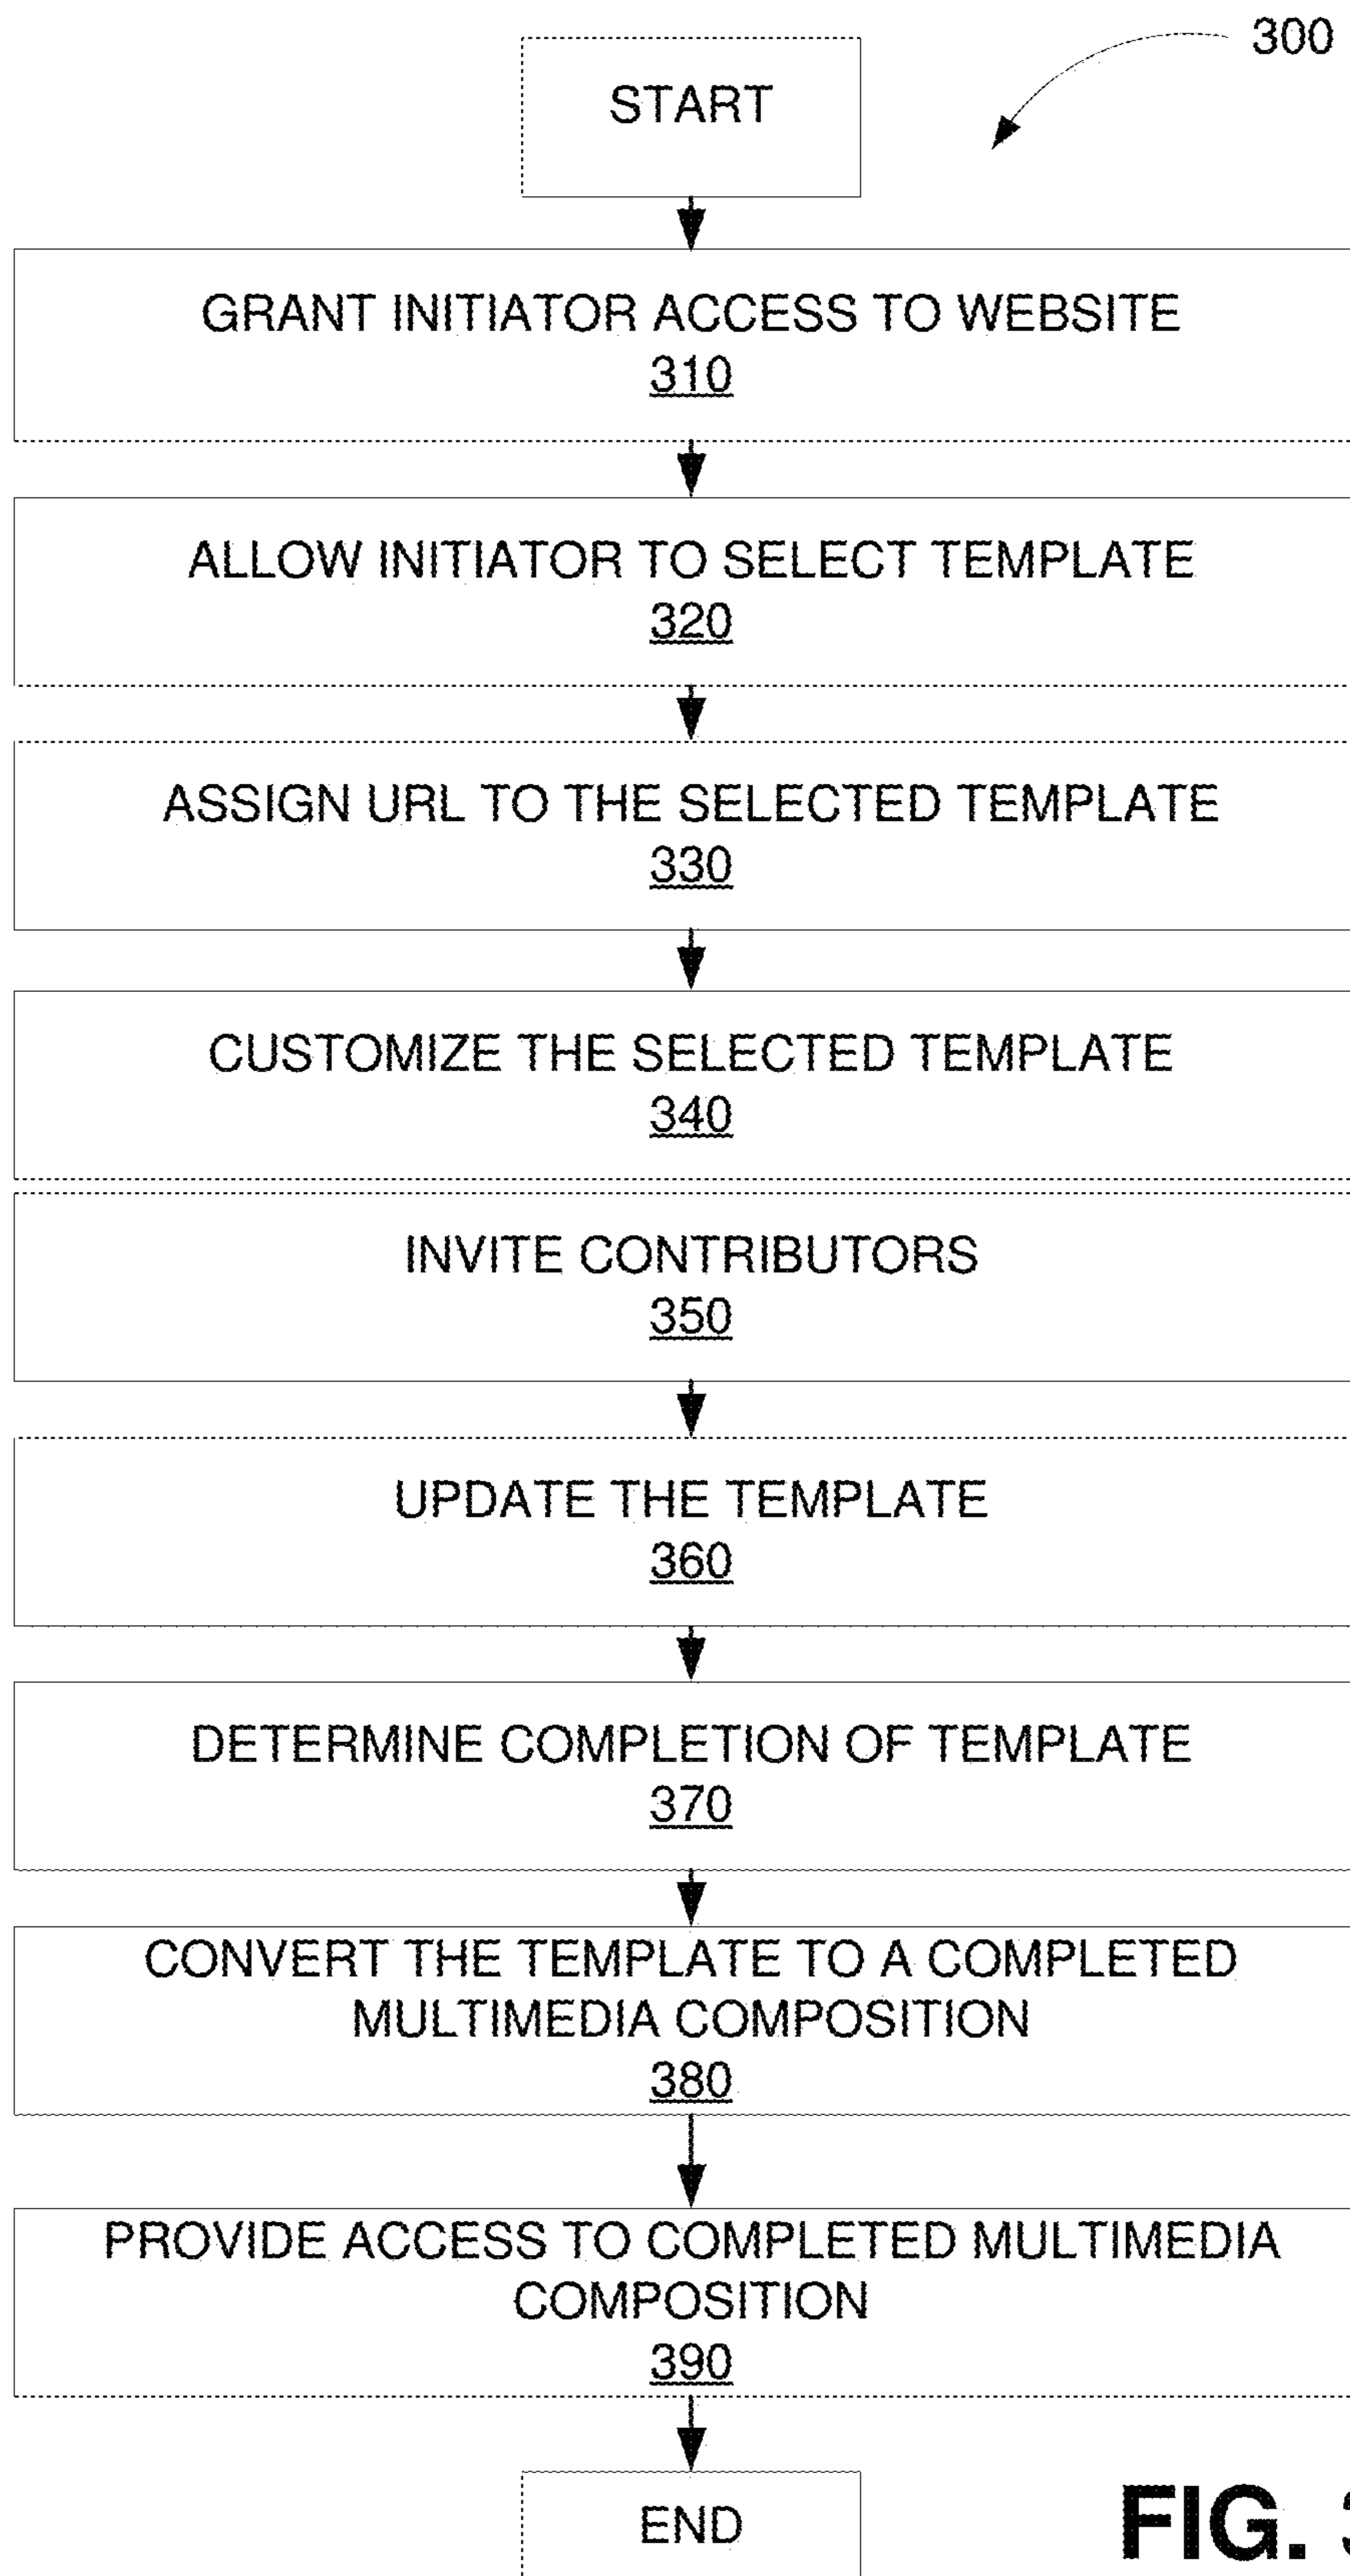 300
START
GRANT INITIATOR ACCESS TO WEBSITE
310
ALLOW INITIATOR TO SELECT TEMPLATE
320
ASSIGN URL TO THE SELECTED TEMPLATE
330
CUSTOMIZE THE SELECTED TEMPLATE
340
INVITE CONTRIBUTORS
350
UPDATE THE TEMPLATE
360
DETERMINE COMPLETION OF TEMPLATE
370
CONVERT THE TEMPLATE TO A COMPLETED
MULTIMEDIA COMPOSITION
380
PROVIDE ACCESS TO COMPLETED MULTIMEDIA
COMPOSITION
390
END
FIG.